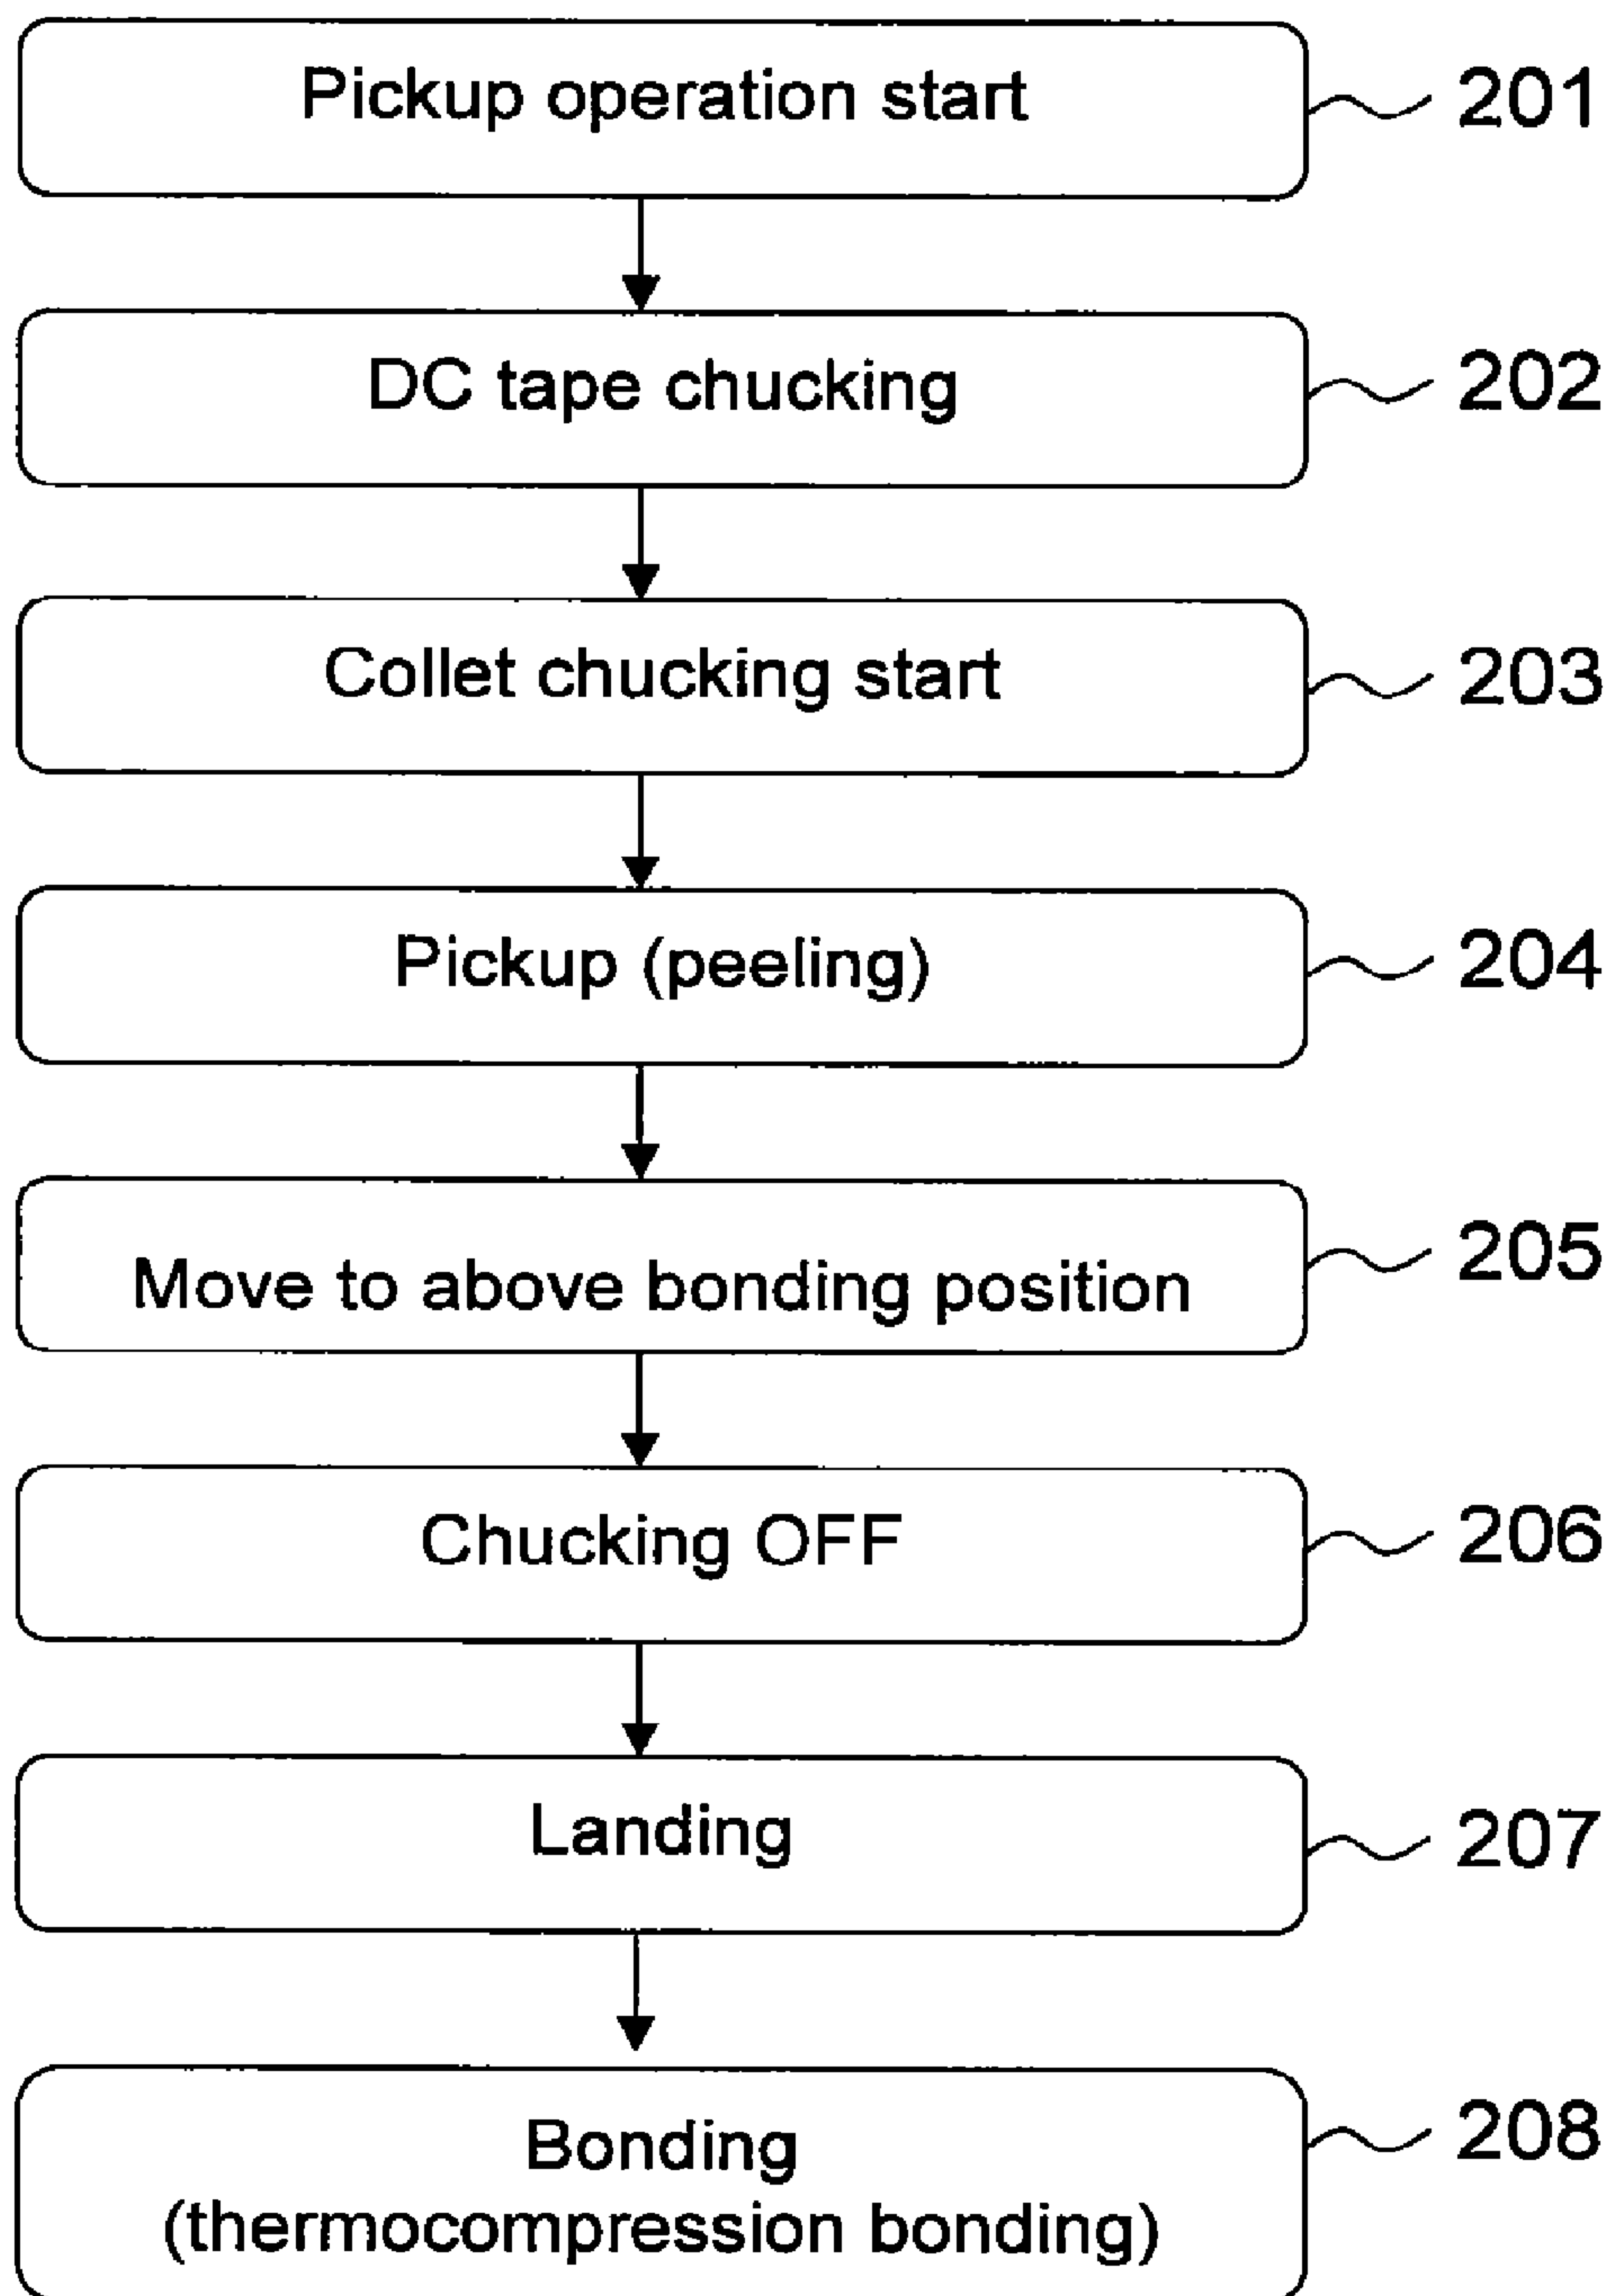 Pickup operation start 201
DC tape chucking 202
Collet chucking start 203
Pickup (peeling) 204
Move to above bonding position 205
Chucking OFF 206
Landing 207
Bonding 208
(thermocompression bonding)